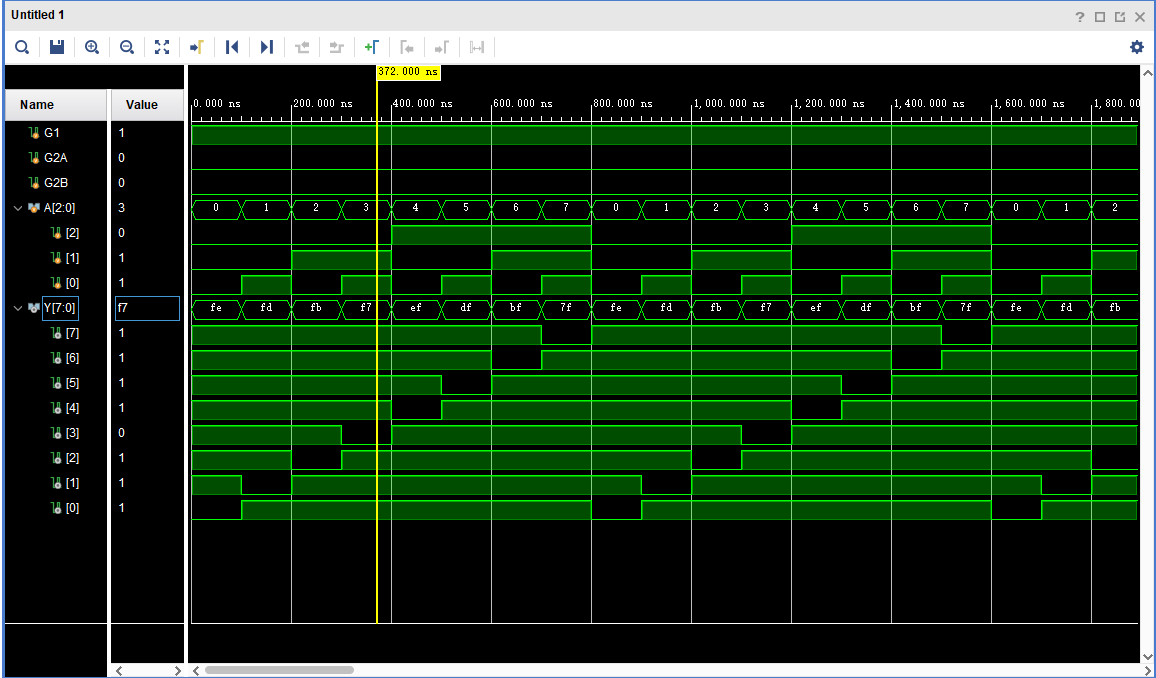 Untitled 1
372.000 ns
Name Value
0.000 ns 200.000 ns 400.000 ns 600.000 ns 800.000 ns 1,000.000 ns 1,200.000 ns 1,400.000 ns 1,600.000 ns 1,800.00
G1 1
G2A 0
G2B 0
A[2:0] 3 0 1 2 3 4 5 6 7 0 1 2 3 4 5 6 7 0 1 2
[2] 0
[1] 1
[0] 1
Y[7:0] f7 fe fd fb f7 ef df bf 7f fe fd fb f7 ef df bf 7f fe fd fb
[7] 1
[6] 1
[5] 1
[4] 1
[3] 0
[2] 1
[1] 1
[0] 1